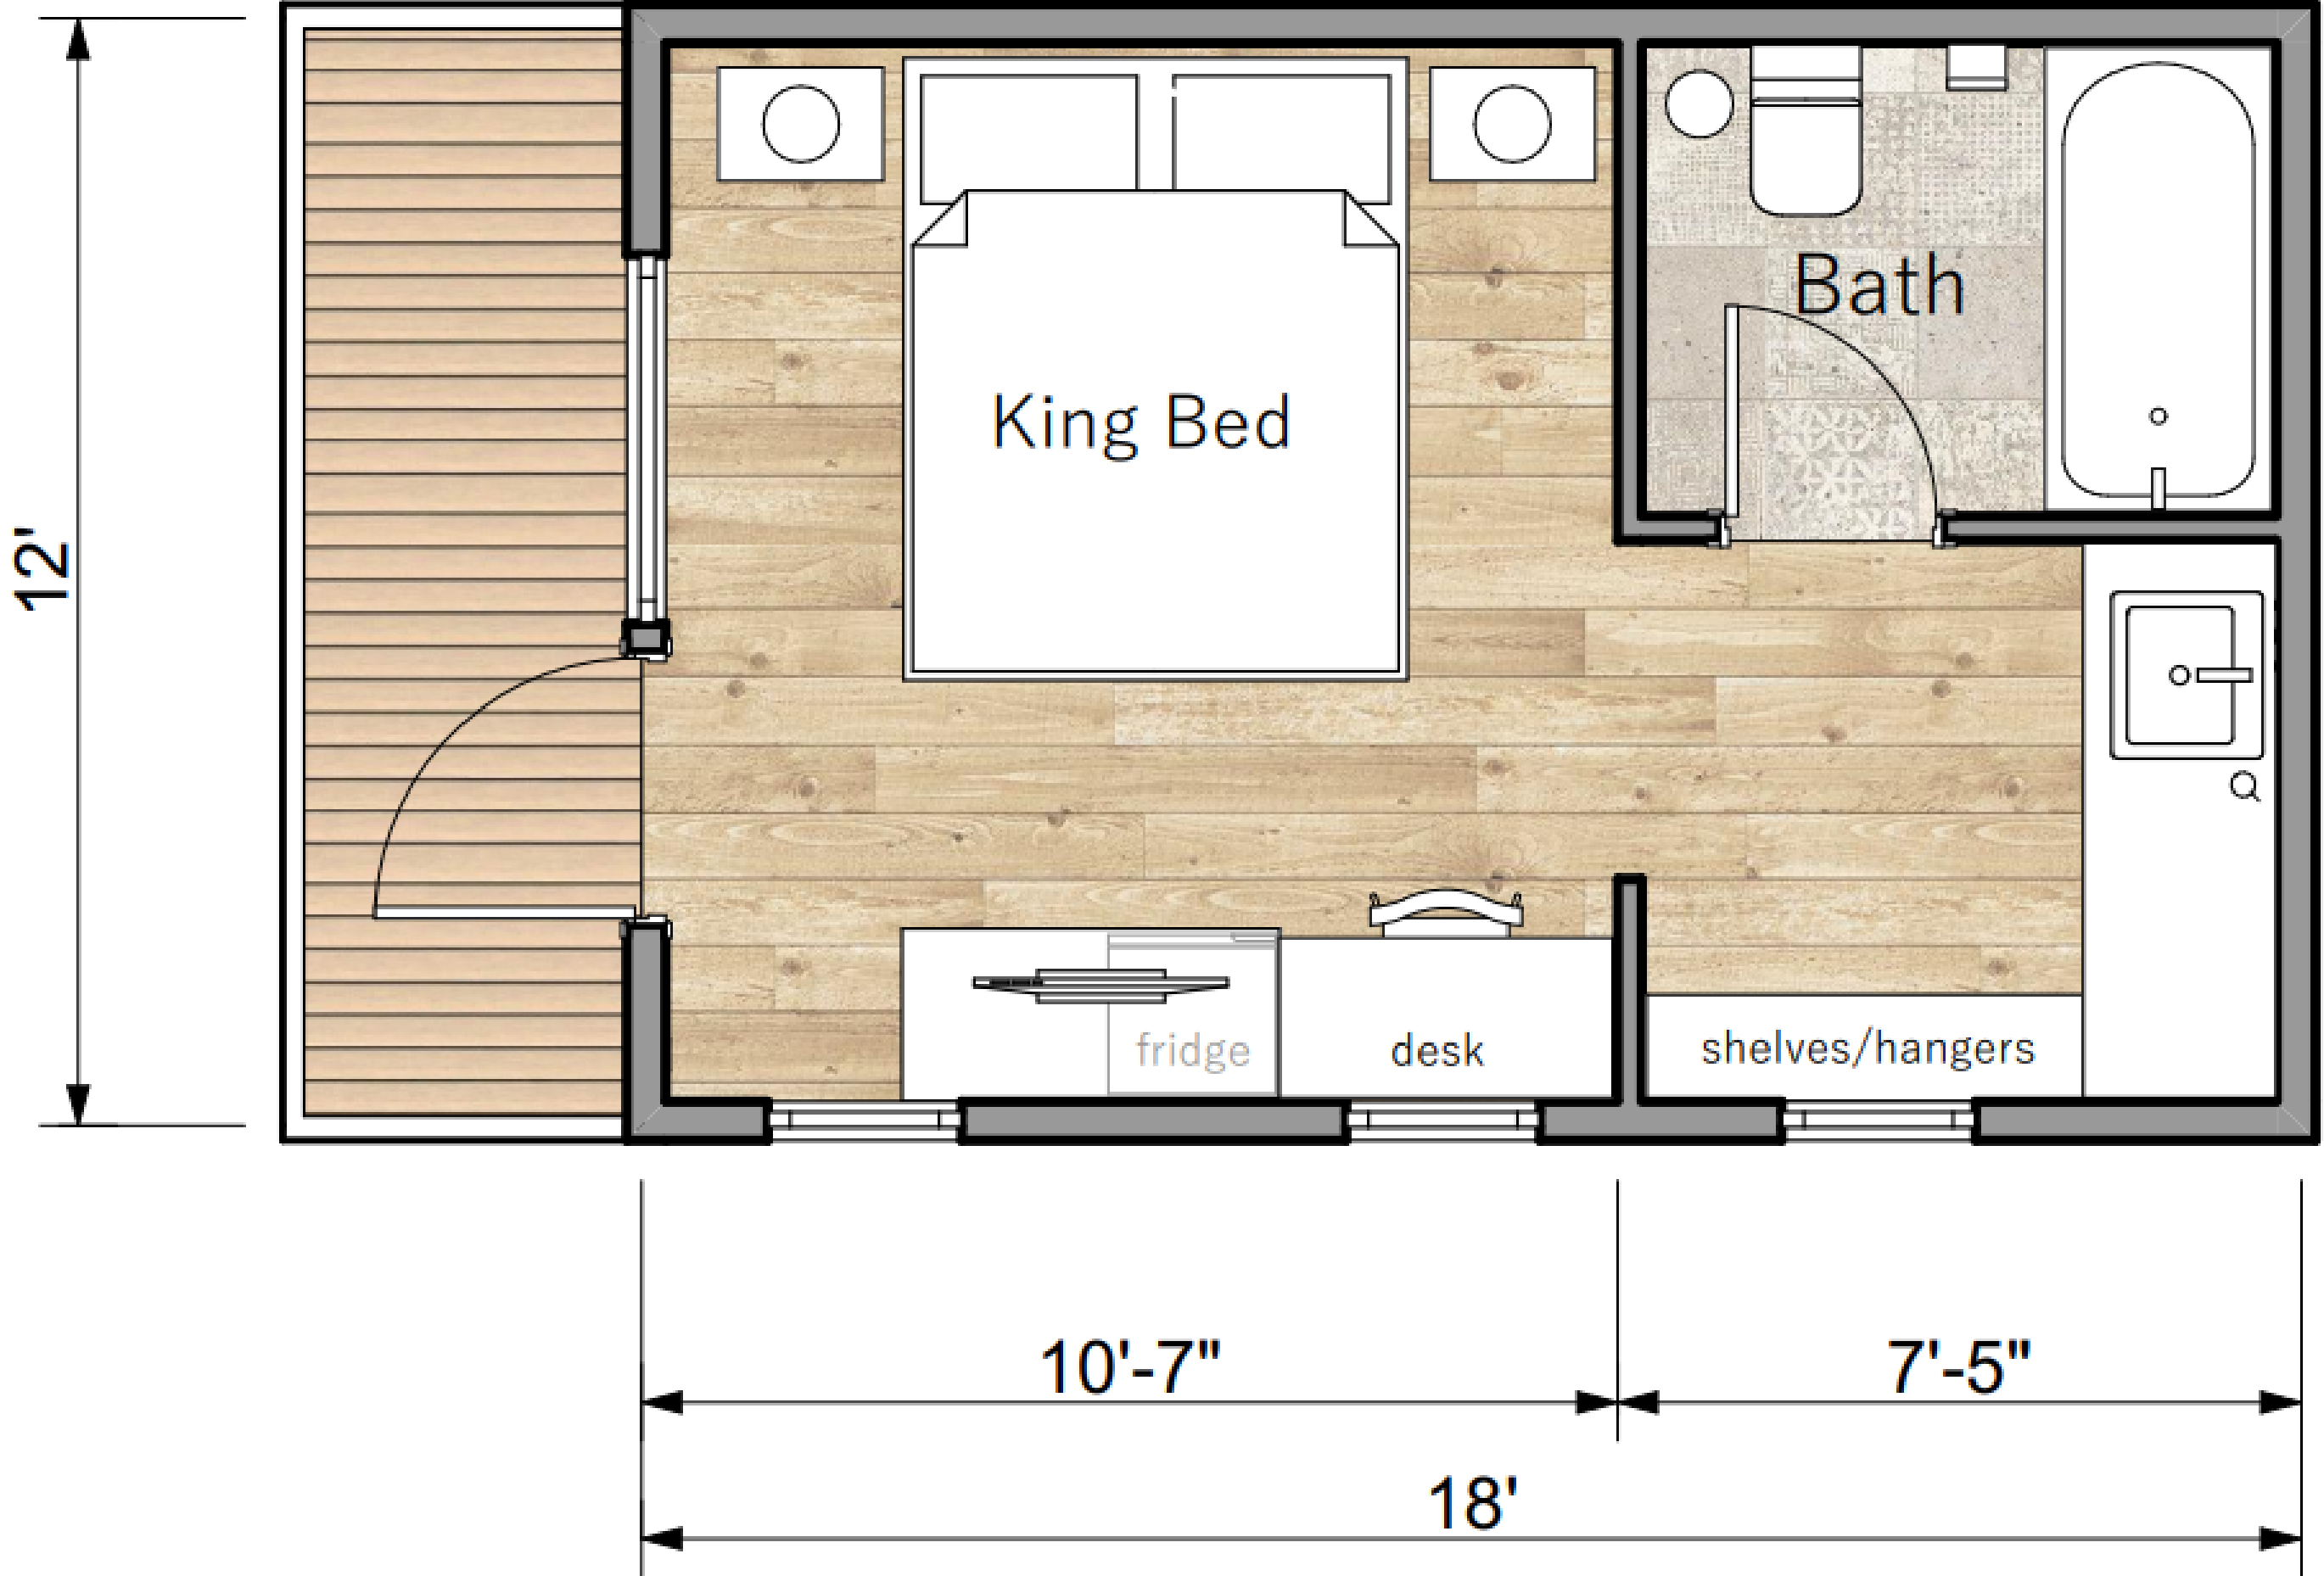 Bath
King Bed
12'
fridge
desk
shelves/hangers
10'-7"
7'-5"
18'